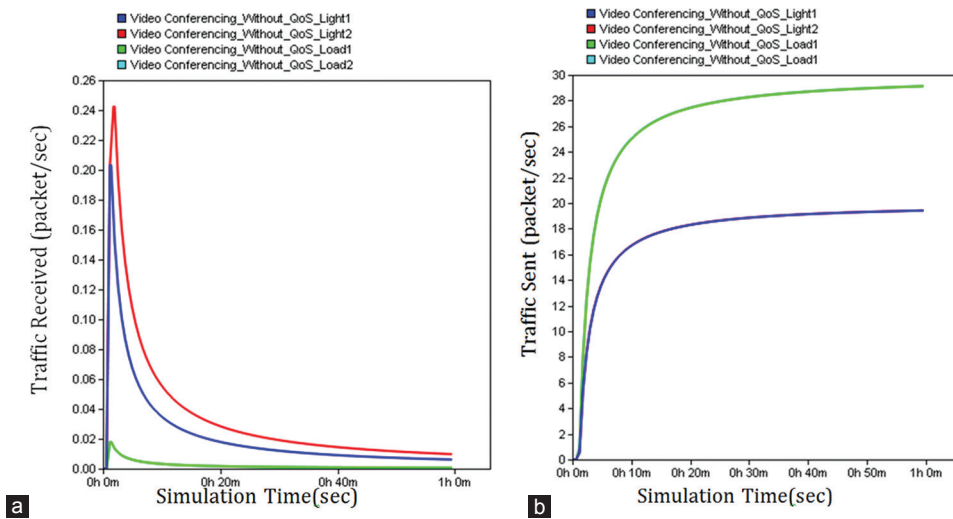 Video Conferencing_Without_QoS_Light1
Video Conferencing_Without_QoS_Light2
Video Conferencing_Without_QoS_Load1
Video Conferencing_Without_QoS_Load2
0.26
0.24
0.22
0.20
0.18
0.16
0.14
0.12
0.10
0.08
0.06
0.04
0.02
0.00
Traffic Received (packet/sec)
0h 0m
0h 20m
0h 40m
1h 0m
Simulation Time(sec)
a
Video Conferencing_Without_QoS_Light1
Video Conferencing_Without_QoS_Light2
Video Conferencing_Without_QoS_Load1
Video Conferencing_Without_QoS_Load1
30
28
26
24
22
20
18
16
14
12
10
8
6
4
2
0
Traffic Sent (packet/sec)
0h 0m
0h 10m
0h 20m
0h 30m
0h 40m
0h 50m
1h 0m
Simulation Time(sec)
b